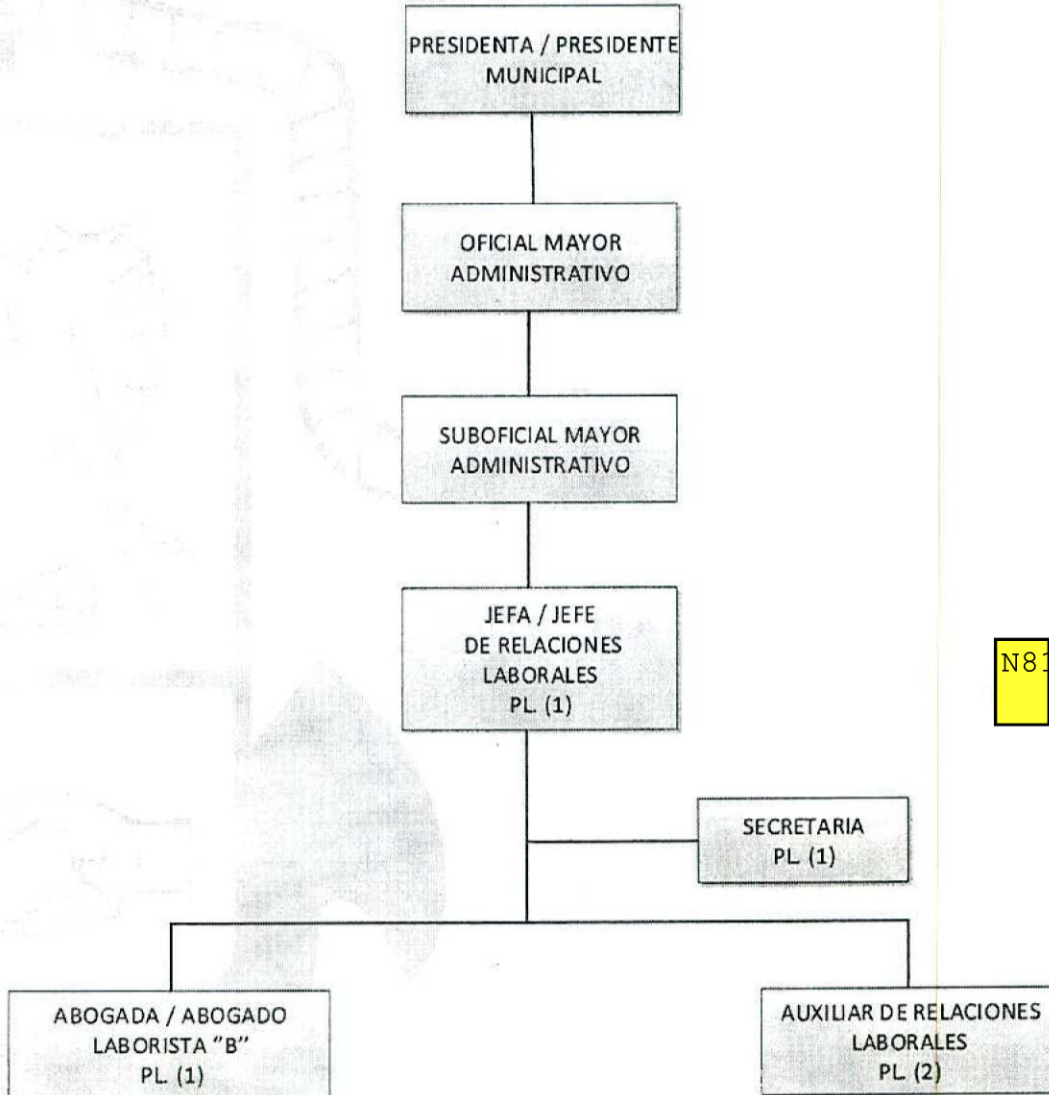 PRESIDENTA / PRESIDENTE
MUNICIPAL
OFICIAL MAYOR
ADMINISTRATIVO
SUBOFICIAL MAYOR
ADMINISTRATIVO
JEFA / JEFE
DE RELACIONES
LABORALES
PL. (1)
N81
SECRETARIA
PL. (1)
ABOGADA / ABOGADO
LABORISTA "B"
PL. (1)
AUXILIAR DE RELACIONES
LABORALES
PL. (2)